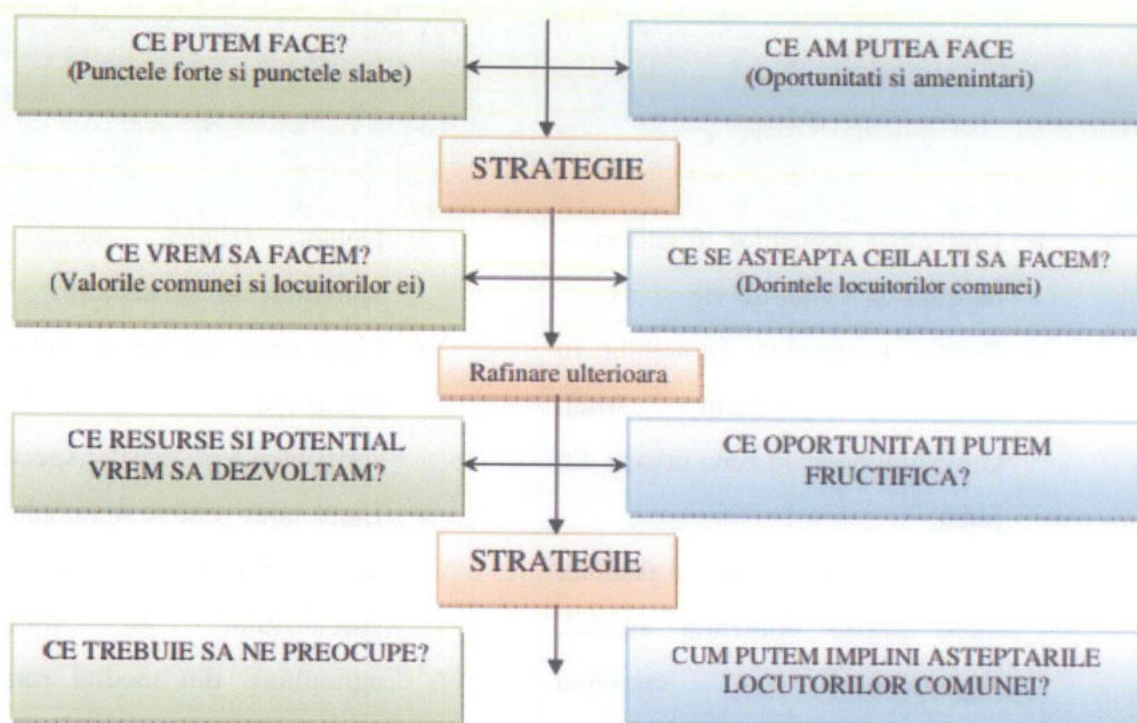 CE PUTEM FACE?
(Punctele forte si punctele slabe)
CE AM PUTEA FACE
(Oportunitati si amenintari)
STRATEGIE
CE VREM SA FACEM?
(Valorile comunei si locuitorilor ei)
CE SE ASTEAPTA CEILALTI SA FACEM?
(Dorintele locuitorilor comunei)
Rafinare ulterioara
CE RESURSE SI POTENTIAL
VREM SA DEZVOLTAM?
CE OPORTUNITATI PUTEM
FRUCTIFICA?
STRATEGIE
CE TREBUIE SA NE PREOCUPE?
CUM PUTEM IMPLINI ASTEPTARILE
LOCUTORILOR COMUNEI?